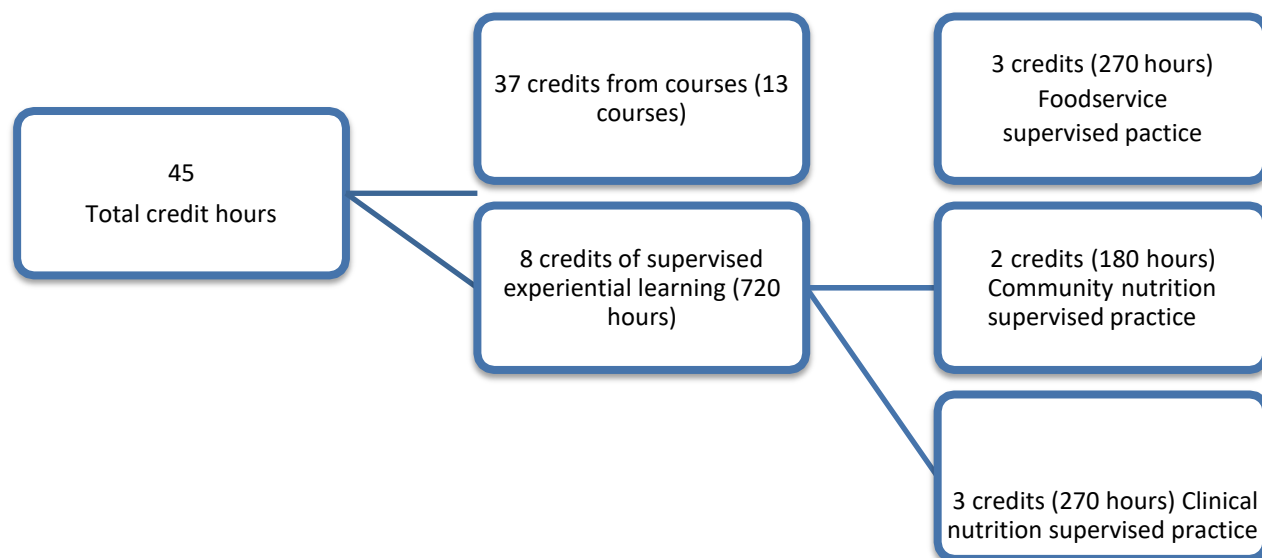 45
Total credit hours
37 credits from courses (13
courses)
8 credits of supervised
experiential learning (720
hours)
3 credits (270 hours)
Foodservice
supervised pactice
2 credits (180 hours)
Community nutrition
supervised practice
3 credits (270 hours) Clinical
nutrition supervised practice